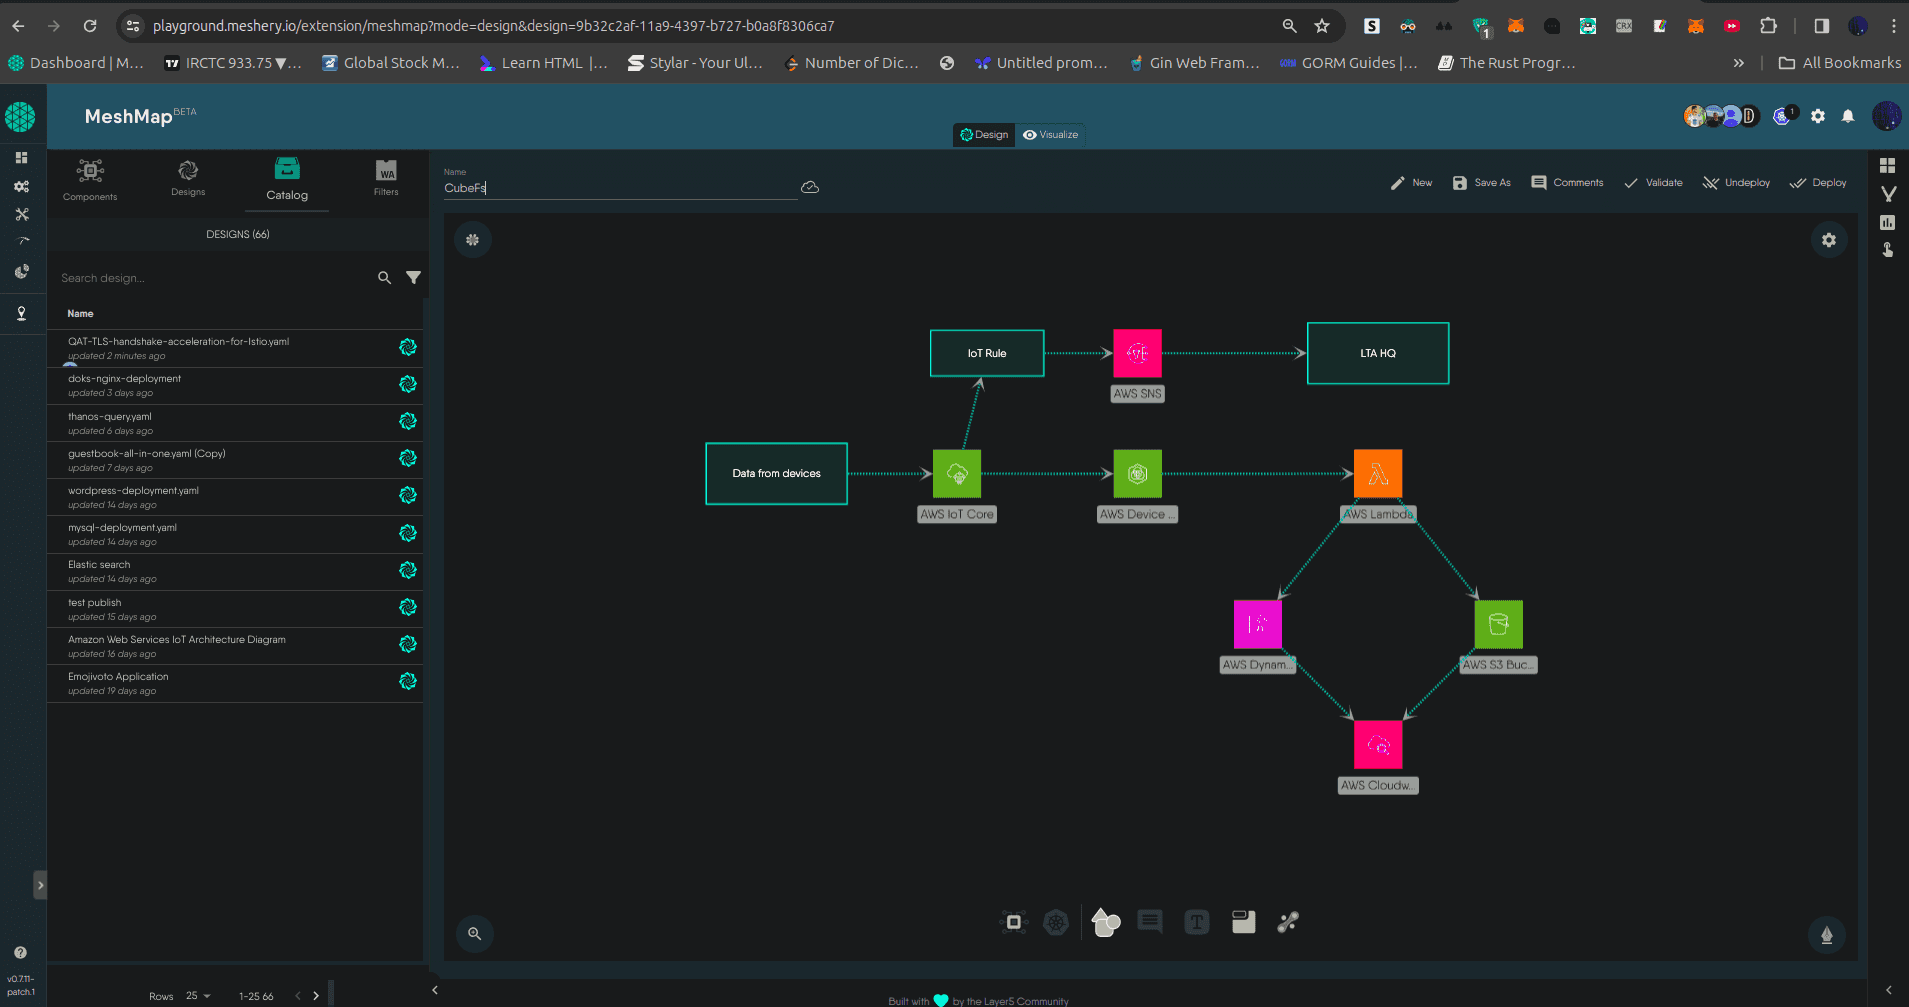 playground.meshery.io/extension/meshmap?mode=design&design=9b32c2af-11a9-4397-b727-b0a8f8306ca7
S
1
CRX
Dashboard | M...
IRCTC 933.75 ▼...
Global Stock M...
Learn HTML |...
Stylar - Your Ul...
Number of Dic...
Untitled prom...
Gin Web Fram...
GORM Guides |...
The Rust Progr...
»
All Bookmarks
MeshMap BETA
Design
Visualize
D
1
Components
Designs
Catalog
WA
Filters
DESIGNS (66)
Search design...
Name
QAT-TLS-handshake-acceleration-for-Istio.yaml
updated 2 minutes ago
doks-nginx-deployment
updated 3 days ago
thanos-query.yaml
updated 6 days ago
guestbook-all-in-one.yaml (Copy)
updated 7 days ago
wordpress-deployment.yaml
updated 14 days ago
mysql-deployment.yaml
updated 14 days ago
Elastic search
updated 14 days ago
test publish
updated 15 days ago
Amazon Web Services IoT Architecture Diagram
updated 16 days ago
Emojivoto Application
updated 19 days ago
Rows 25
1-25 66
v0.7.11-
patch.1
Name
CubeFs
New
Save As
Comments
Validate
Undeploy
Deploy
IoT Rule
AWS SNS
LTA HQ
Data from devices
AWS IoT Core
AWS Device ...
AWS Lambda
AWS Dynam...
AWS S3 Buc...
AWS Cloudw...
T
Built with
by the Layer5 Community